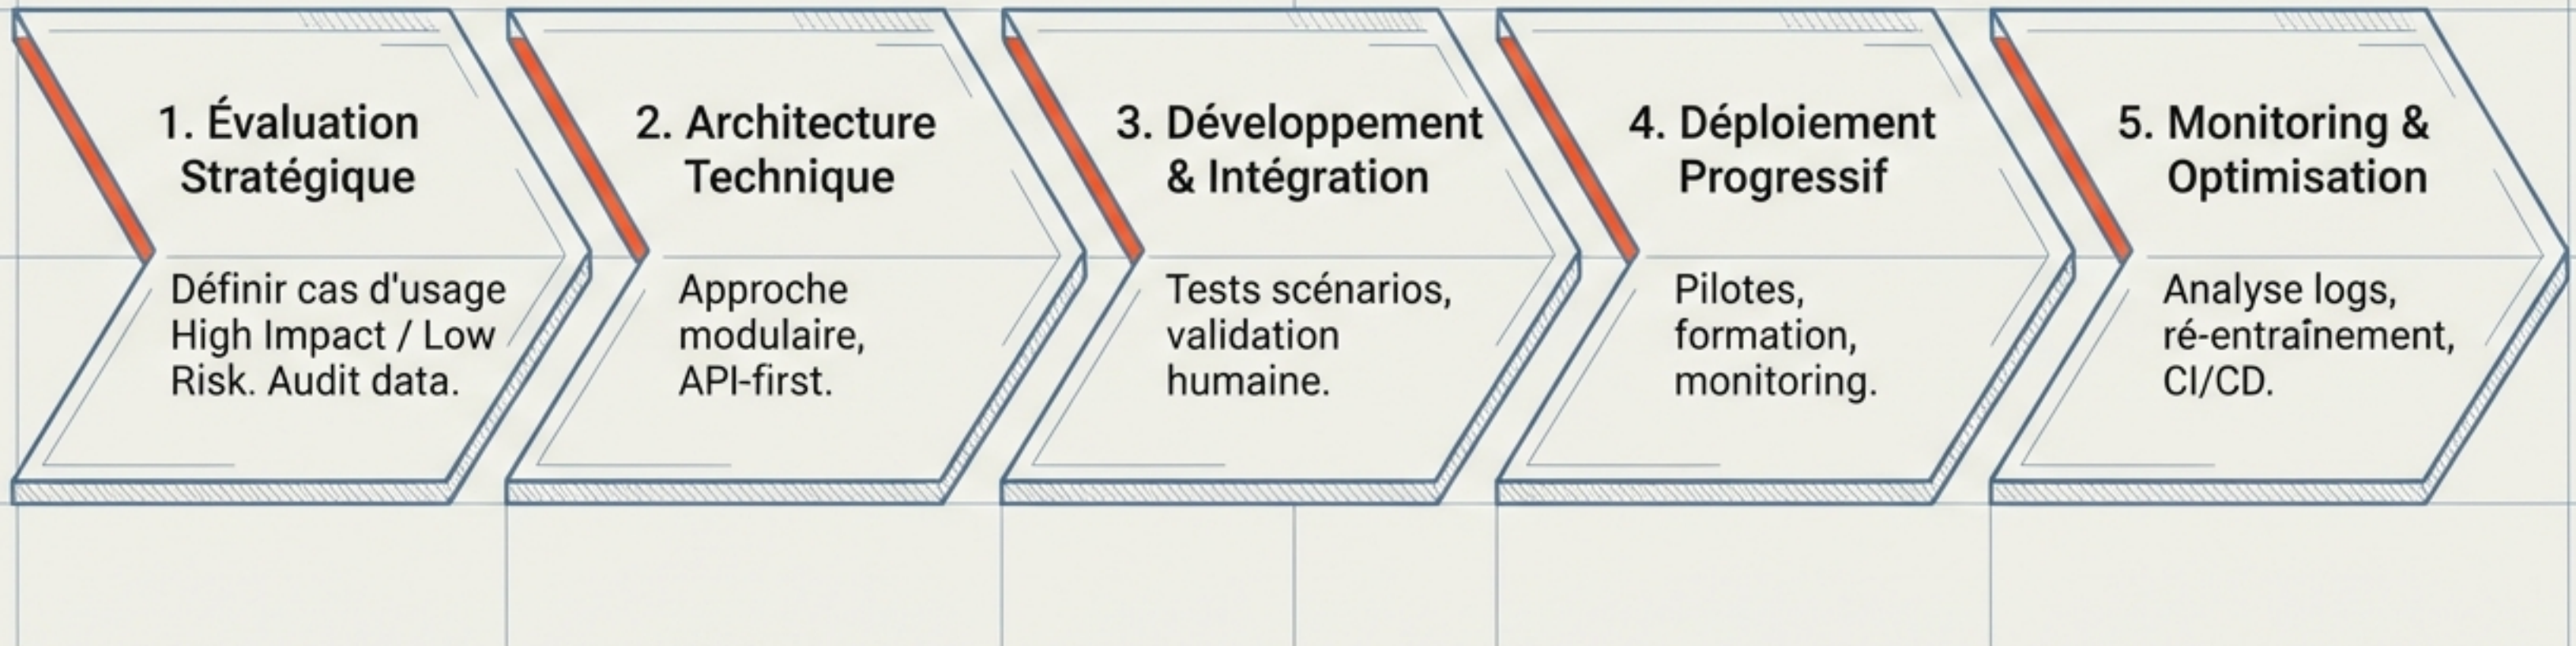 1. Évaluation
Stratégique
Définir cas d'usage
High Impact / Low
Risk. Audit data.
2. Architecture
Technique
Approche
modulaire,
API-first.
3. Développement
& Intégration
Tests scénarios,
validation
humaine.
4. Déploiement
Progressif
Pilotes,
formation,
monitoring.
5. Monitoring &
Optimisation
Analyse logs,
ré-entraînement,
CI/CD.